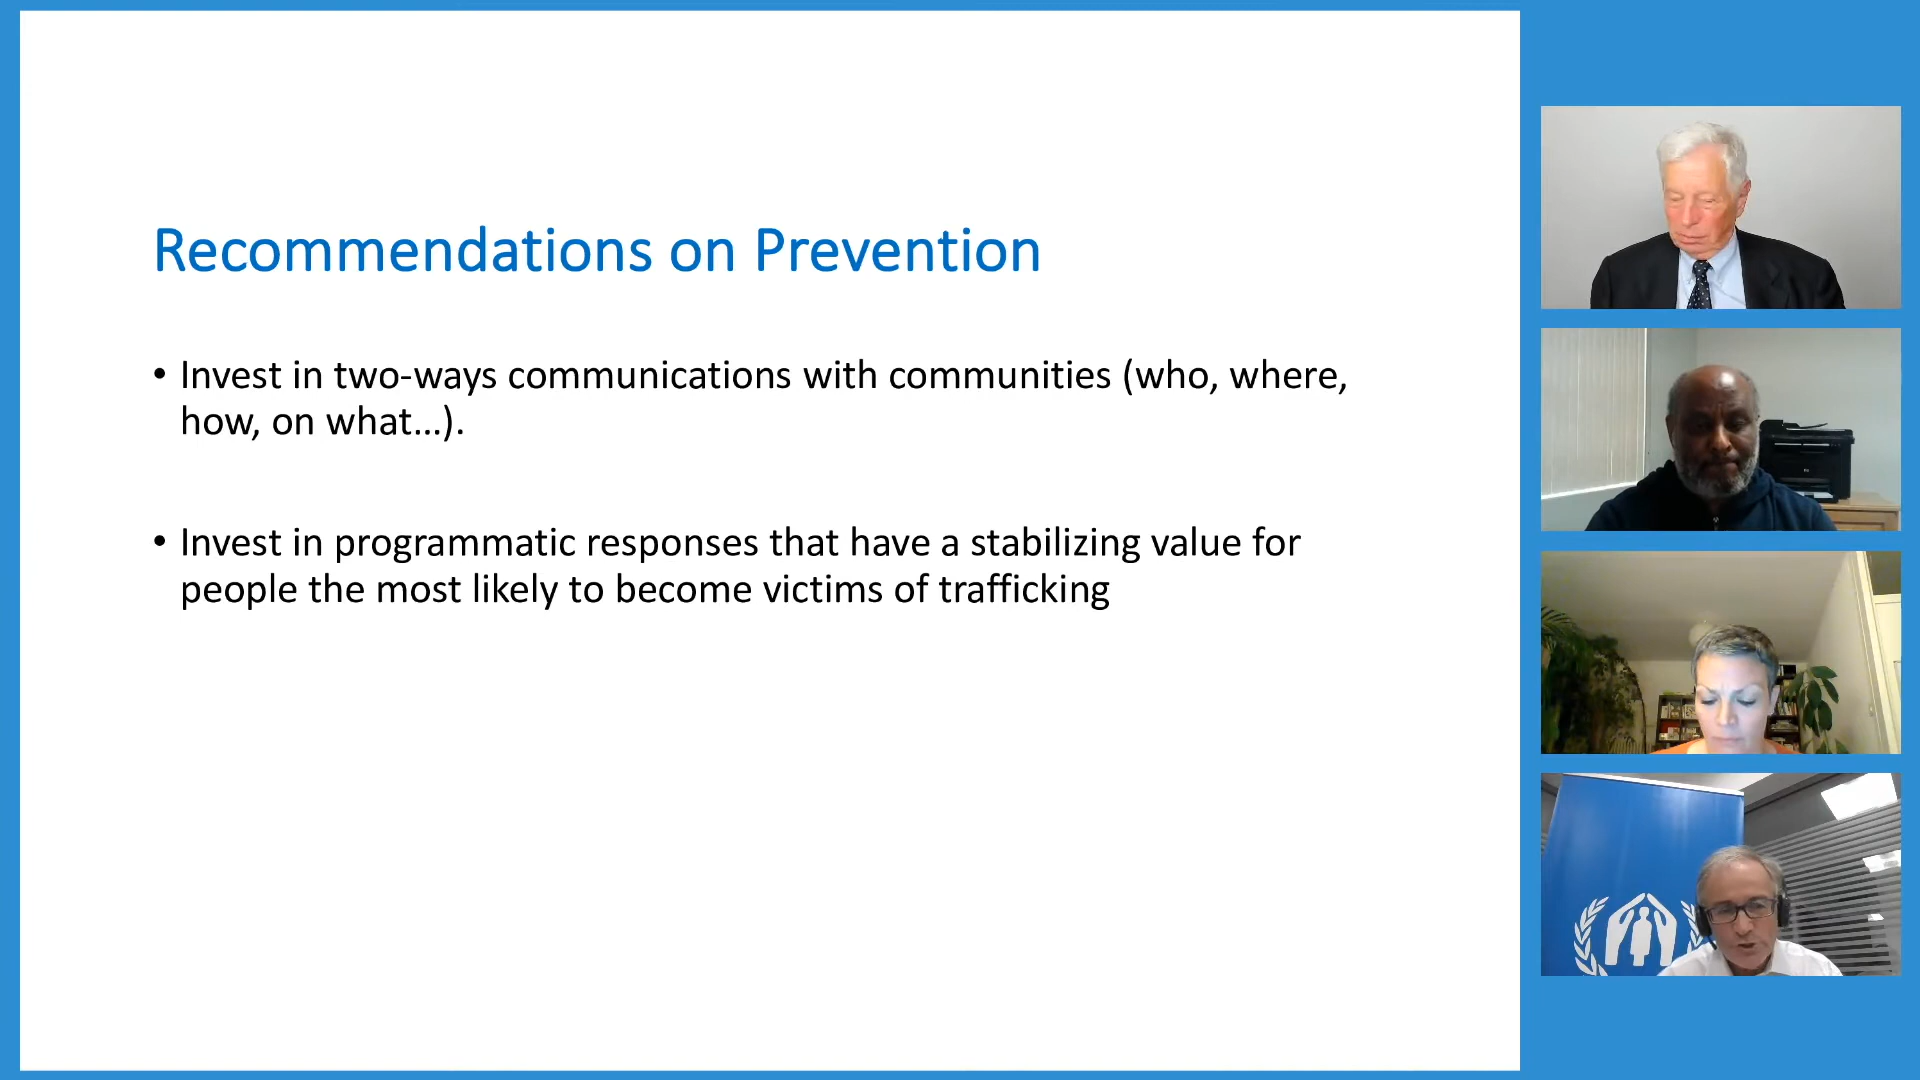 Recommendations on Prevention
• Invest in two-ways communications with communities (who, where,
how, on what...).
• Invest in programmatic responses that have a stabilizing value for
people the most likely to become victims of trafficking